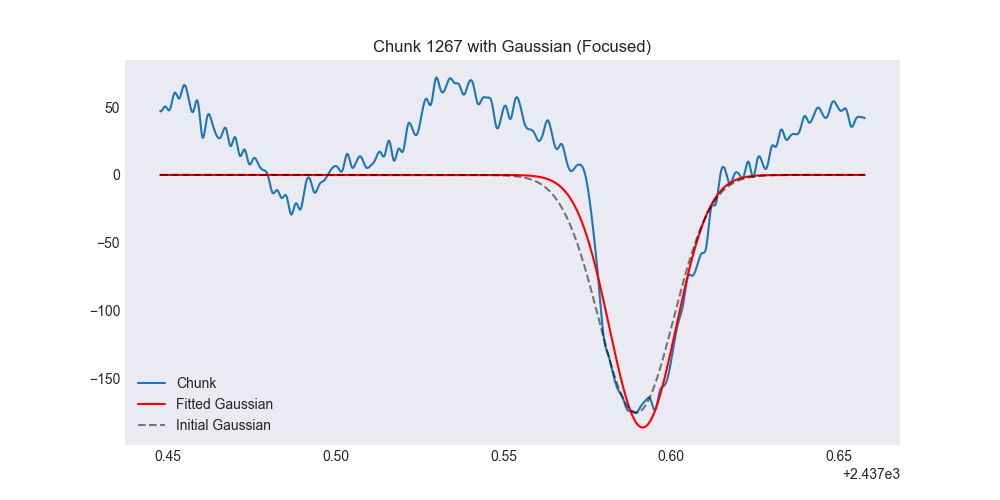 Chunk 1267 with Gaussian (Focused)
50
0
−50
−100
−150
Chunk
Fitted Gaussian
Initial Gaussian
0.45 0.50 0.55 0.60 0.65
+2.437e3